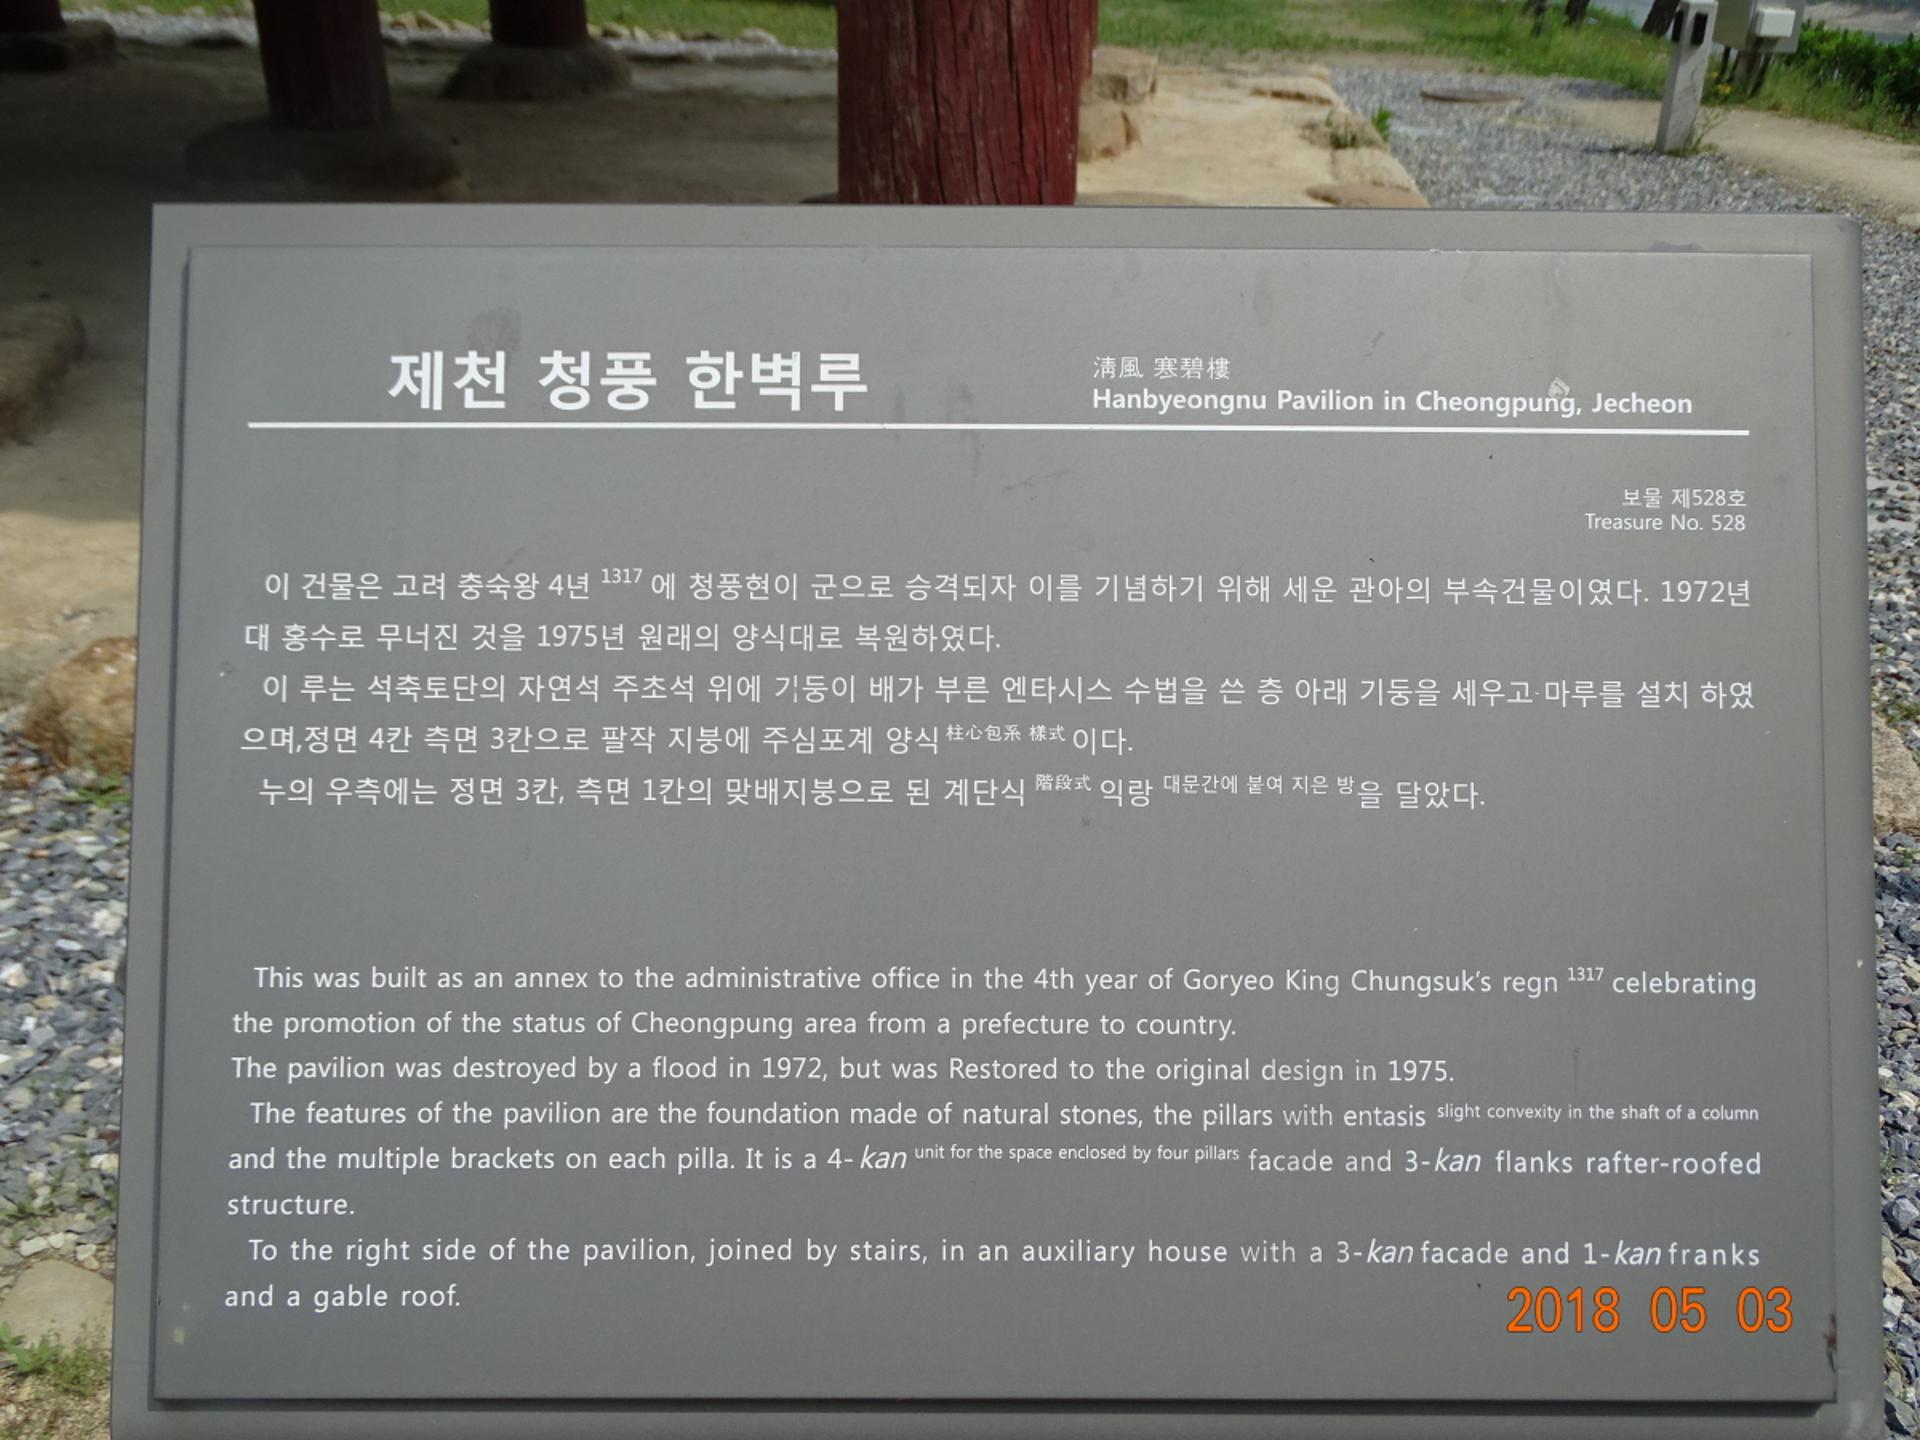 제천 청풍 한벽루
淸風 寒碧樓
Hanbyeongnu Pavilion in Cheongpung, Jecheon
보물 제528호
Treasure No. 528
이 건물은 고려 충숙왕 4년 1317 에 청풍현이 군으로 승격되자 이를 기념하기 위해 세운 관아의 부속건물이였다. 1972년
대 홍수로 무너진 것을 1975년 원래의 양식대로 복원하였다.
이 루는 석축토단의 자연석 주초석 위에 기둥이 배가 부른 엔타시스 수법을 쓴 층 아래 기둥을 세우고 마루를 설치 하였
으며,정면 4칸 측면 3칸으로 팔작 지붕에 주심포계 양식 柱心包系 樣式 이다.
누의 우측에는 정면 3칸, 측면 1칸의 맞배지붕으로 된 계단식 階段式 익랑 대문간에 붙여 지은 방을 달았다.
This was built as an annex to the administrative office in the 4th year of Goryeo King Chungsuk's regn 1317 celebrating
the promotion of the status of Cheongpung area from a prefecture to country.
The pavilion was destroyed by a flood in 1972, but was Restored to the original design in 1975.
The features of the pavilion are the foundation made of natural stones, the pillars with entasis slight convexity in the shaft of a column
and the multiple brackets on each pilla. It is a 4-kan unit for the space enclosed by four pillars facade and 3-kan flanks rafter-roofed
structure.
To the right side of the pavilion, joined by stairs, in an auxiliary house with a 3-kan facade and 1-kan franks
and a gable roof.
2018 05 03